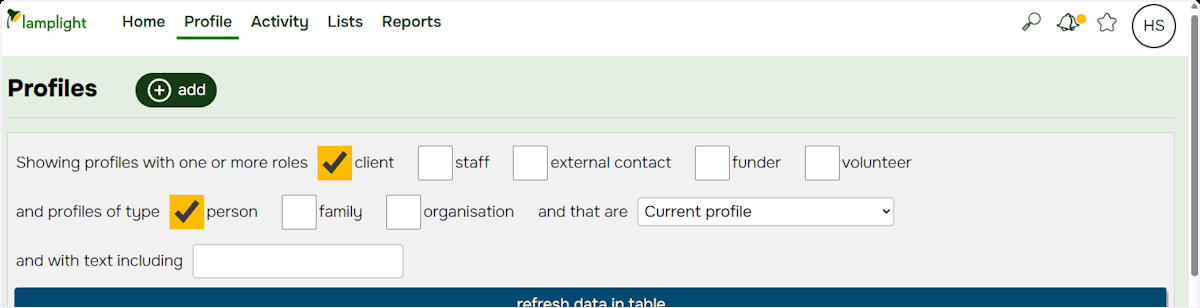 lamplight Home Profile Activity Lists Reports HS
Profiles add
Showing profiles with one or more roles client staff external contact funder volunteer
and profiles of type person family organisation and that are Current profile
and with text including
refresh data in table